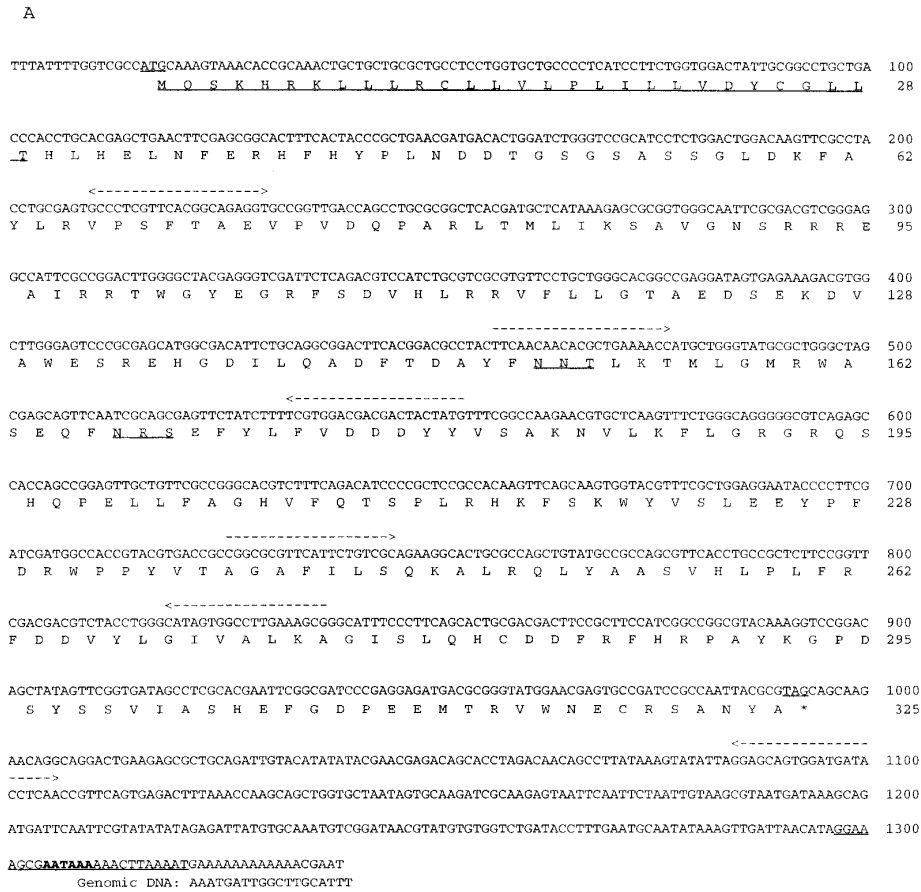 A
TTTATTTTGGTCGCCATGCAAAGTAAACACCGCAAACTGCTGCTGCGCTGCCTCCTGGTGCTGCCCCTCATCCTTCTGGTGGACTATTGCGGCCTGCTGA 100
M Q S K H R K L L L R C L L V L P L I L L V D Y C G L L 28
CCCACCTGCACGAGCTGAACTTCGAGCGGCACTTTCACTACCCGCTGAACGATGACACTGGATCTGGGTCCGCATCCTCTGGACTGGACAAGTTCGCCTA 200
T H L H E L N F E R H F H Y P L N D D T G S G S A S S G L D K F A 62
<------------------->
CCTGCGAGTGCCCTCGTTCACGGCAGAGGTGCCGGTTGACCAGCCTGCGCGGCTCACGATGCTCATAAAGAGCGCGGTGGGCAATTCGCGACGTCGGGAG 300
Y L R V P S F T A E V P V D Q P A R L T M L I K S A V G N S R R R E 95
GCCATTCGCCGGACTTGGGGCTACGAGGGTCGATTCTCAGACGTCCATCTGCGTCGCGTGTTCCTGCTGGGCACGGCCGAGGATAGTGAGAAAGACGTGG 400
A I R R T W G Y E G R F S D V H L R R V F L L G T A E D S E K D V 128
-------------------->
CTTGGGAGTCCCGCGAGCATGGCGACATTCTGCAGGCGGACTTCACGGACGCCTACTTCAACAACACGCTGAAAACCATGCTGGGTATGCGCTGGGCTAG 500
A W E S R E H G D I L Q A D F T D A Y F N N T L K T M L G M R W A 162
<--------------------
CGAGCAGTTCAATCGCAGCGAGTTCTATCTTTTCGTGGACGACGACTACTATGTTTCGGCCAAGAACGTGCTCAAGTTTCTGGGCAGGGGGCGTCAGAGC 600
S E Q F N R S E F Y L F V D D D Y Y V S A K N V L K F L G R G R Q S 195
CACCAGCCGGAGTTGCTGTTCGCCGGGCACGTCTTTCAGACATCCCCGCTCCGCCACAAGTTCAGCAAGTGGTACGTTTCGCTGGAGGAATACCCCTTCG 700
H Q P E L L F A G H V F Q T S P L R H K F S K W Y V S L E E Y P F 228
------------------->
ATCGATGGCCACCGTACGTGACCGCCGGCGCGTTCATTCTGTCGCAGAAGGCACTGCGCCAGCTGTATGCCGCCAGCGTTCACCTGCCGCTCTTCCGGTT 800
D R W P P Y V T A G A F I L S Q K A L R Q L Y A A S V H L P L F R 262
<------------------
CGACGACGTCTACCTGGGCATAGTGGCCTTGAAAGCGGGCATTTCCCTTCAGCACTGCGACGACTTCCGCTTCCATCGGCCGGCGTACAAAGGTCCGGAC 900
F D D V Y L G I V A L K A G I S L Q H C D D F R F H R P A Y K G P D 295
AGCTATAGTTCGGTGATAGCCTCGCACGAATTCGGCGATCCCGAGGAGATGACGCGGGTATGGAACGAGTGCCGATCCGCCAATTACGCGTAGCAGCAAG 1000
S Y S S V I A S H E F G D P E E M T R V W N E C R S A N Y A * 325
<---------------
AACAGGCAGGACTGAAGAGCGCTGCAGATTGTACATATATACGAACGAGACAGCACCTAGACAACAGCCTTATAAAGTATATTAGGAGCAGTGGATGATA 1100
----->
CCTCAACCGTTCAGTGAGACTTTAAACCAAGCAGCTGGTGCTAATAGTGCAAGATCGCAAGAGTAATTCAATTCTAATTGTAAGCGTAATGATAAAGCAG 1200
ATGATTCAATTCGTATATATAGAGATTATGTGCAAATGTCGGATAACGTATGTGTGGTCTGATACCTTTGAATGCAATATAAAGTTGATTAACATAGGAA 1300
AGCGAATAAAAAACTTAAAATGAAAAAAAAAAAACGAAT
Genomic DNA: AAATGATTGGCTTGCATTT